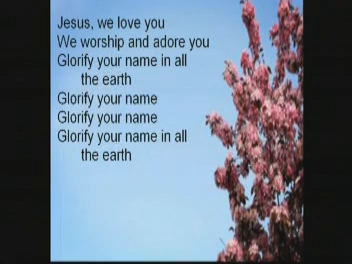 Jesus, we love you
We worship and adore you
Glorify your name in all
the earth
Glorify your name
Glorify your name
Glorify your name in all
the earth